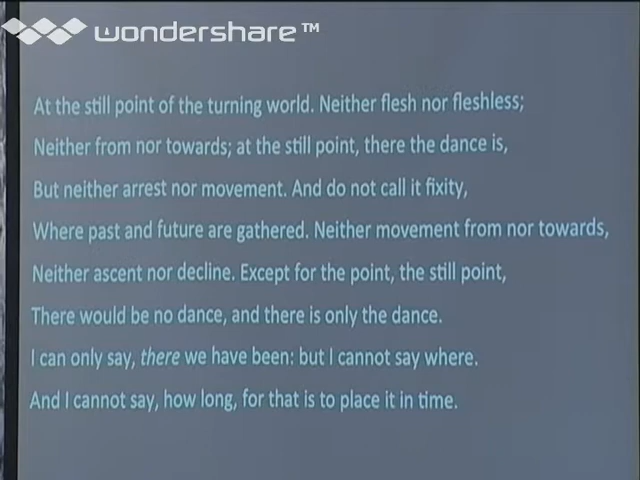 wondershare™
At the still point of the turning world. Neither flesh nor fleshless;
Neither from nor towards; at the still point, there the dance is,
But neither arrest nor movement. And do not call it fixity,
Where past and future are gathered. Neither movement from nor towards,
Neither ascent nor decline. Except for the point, the still point,
There would be no dance, and there is only the dance.
I can only say, there we have been: but I cannot say where.
And I cannot say, how long, for that is to place it in time.